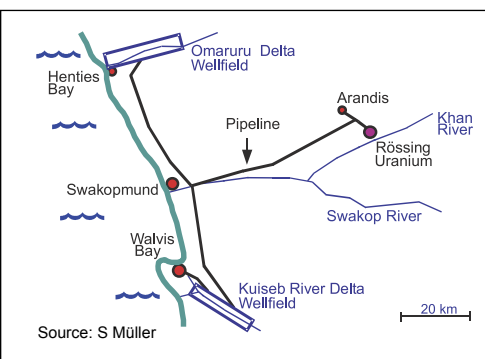 Omaruru Delta
Wellfield
Henties
Bay
Arandis
Pipeline
Khan
River
Rössing
Uranium
Swakopmund
Swakop River
Walvis
Bay
Kuiseb River Delta
Wellfield
20 km
Source: S Müller